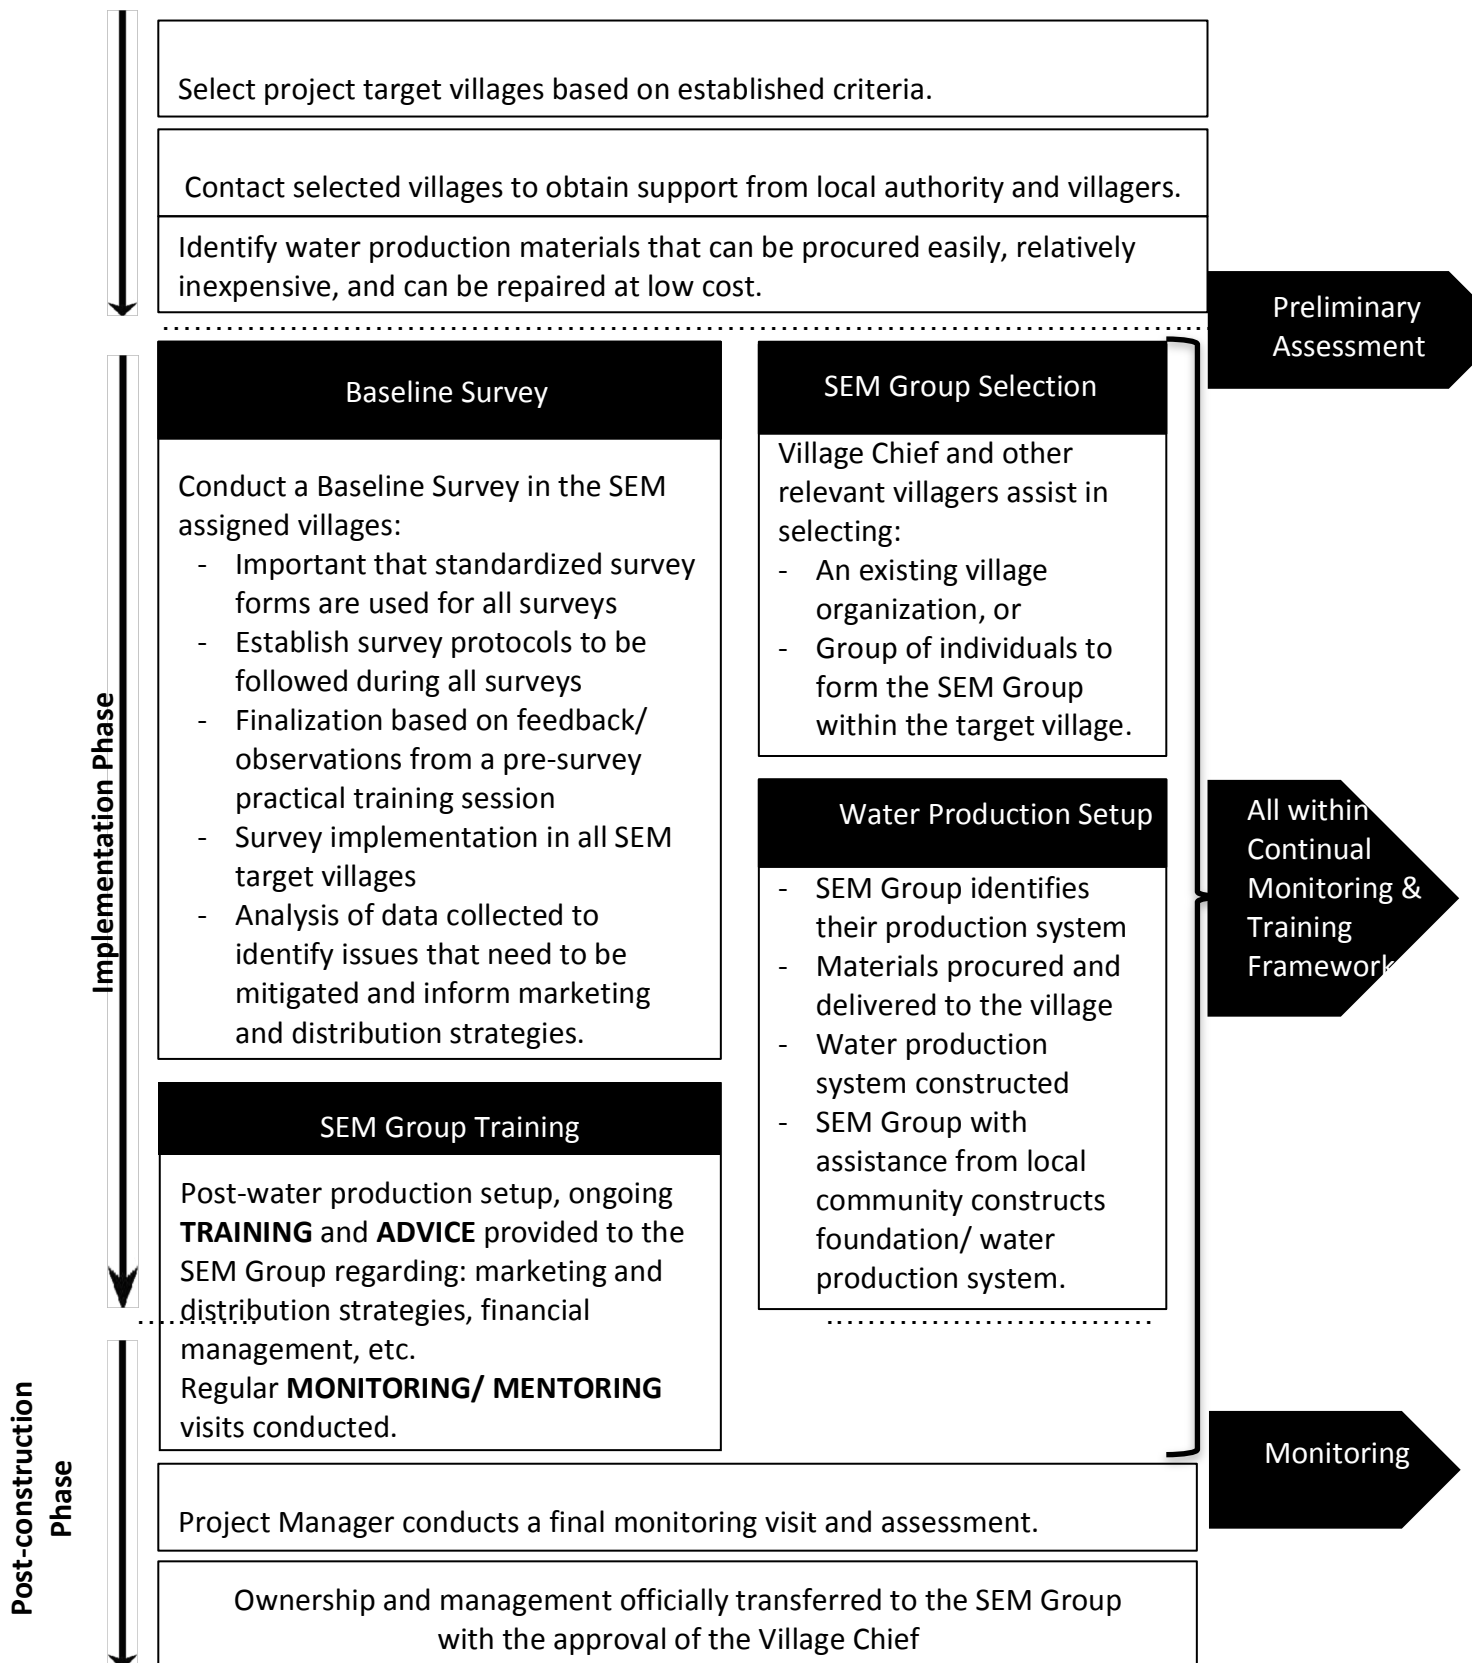 Select project target villages based on established criteria.
Contact selected villages to obtain support from local authority and villagers.
Identify water production materials that can be procured easily, relatively
inexpensive, and can be repaired at low cost.
Preliminary
Assessment
Implementation Phase
Baseline Survey
Conduct a Baseline Survey in the SEM
assigned villages:
- Important that standardized survey
forms are used for all surveys
- Establish survey protocols to be
followed during all surveys
- Finalization based on feedback/
observations from a pre-survey
practical training session
- Survey implementation in all SEM
target villages
- Analysis of data collected to
identify issues that need to be
mitigated and inform marketing
and distribution strategies.
SEM Group Selection
Village Chief and other
relevant villagers assist in
selecting:
- An existing village
organization, or
- Group of individuals to
form the SEM Group
within the target village.
Water Production Setup
- SEM Group identifies
their production system
- Materials procured and
delivered to the village
- Water production
system constructed
- SEM Group with
assistance from local
community constructs
foundation/ water
production system.
All within
Continual
Monitoring &
Training
Framework
SEM Group Training
Post-water production setup, ongoing
TRAINING and ADVICE provided to the
SEM Group regarding: marketing and
distribution strategies, financial
management, etc.
Regular MONITORING/ MENTORING
visits conducted.
Post-construction
Phase
Monitoring
Project Manager conducts a final monitoring visit and assessment.
Ownership and management officially transferred to the SEM Group
with the approval of the Village Chief